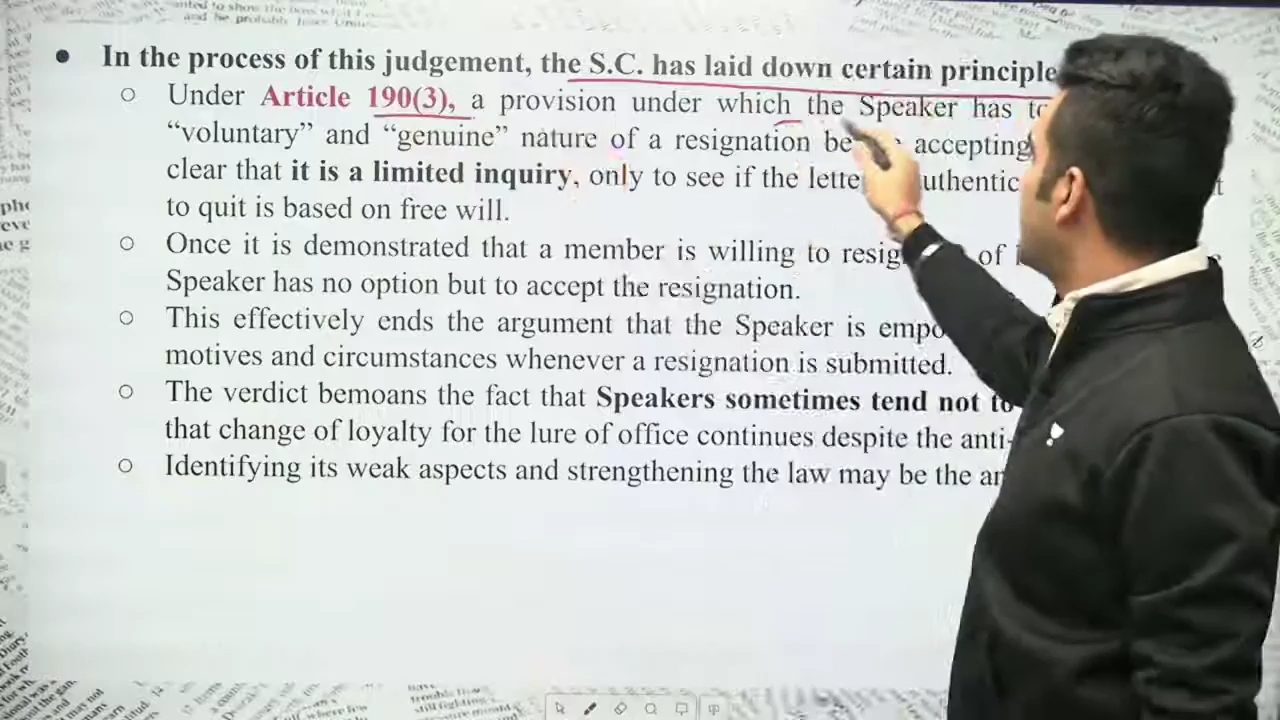 In the process of this judgement, the S.C. has laid down certain principle
Under Article 190(3), a provision under which the Speaker has to
“voluntary” and “genuine” nature of a resignation be accepting
clear that it is a limited inquiry, only to see if the lette uthentic t
to quit is based on free will.
Once it is demonstrated that a member is willing to resig of
Speaker has no option but to accept the resignation.
This effectively ends the argument that the Speaker is empo
motives and circumstances whenever a resignation is submitted.
The verdict bemoans the fact that Speakers sometimes tend not to
that change of loyalty for the lure of office continues despite the anti-
Identifying its weak aspects and strengthening the law may be the an